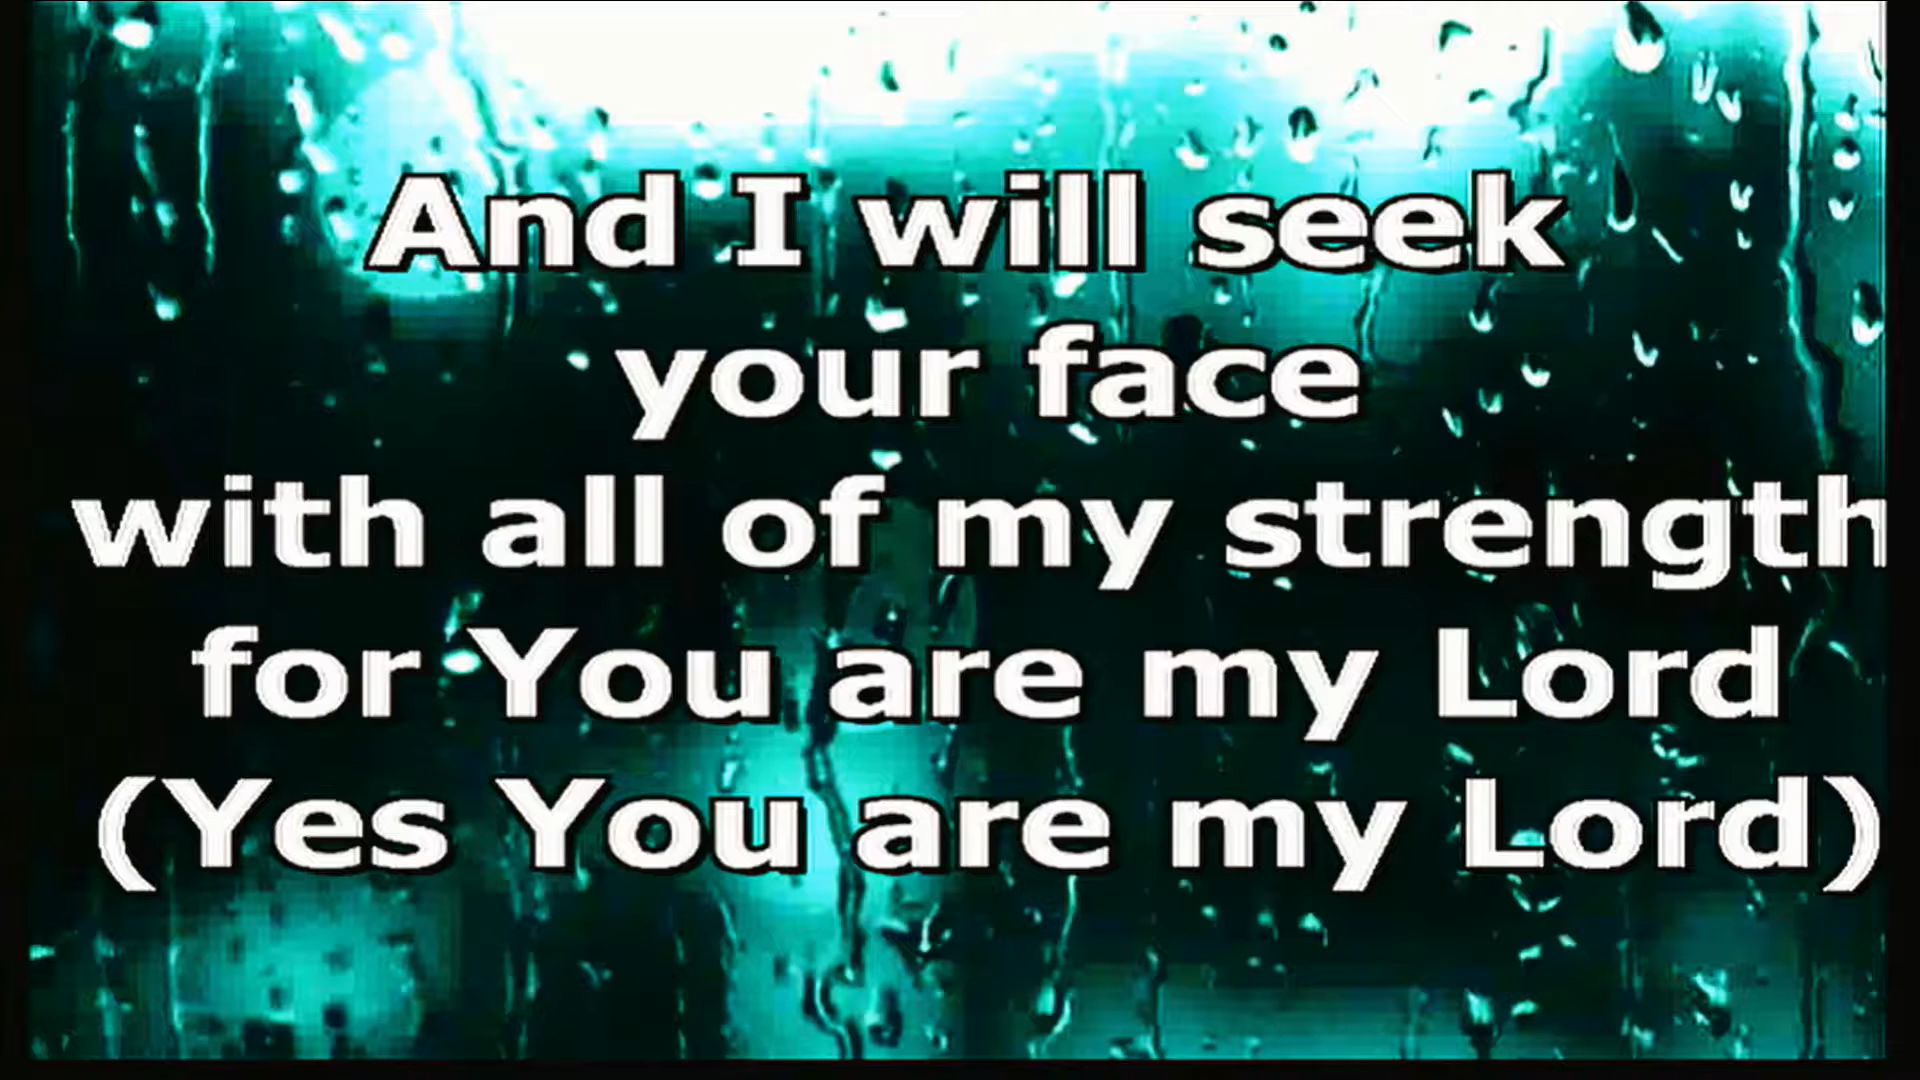 And I will seek
your face
with all of my strength
for You are my Lord
(Yes You are my Lord)